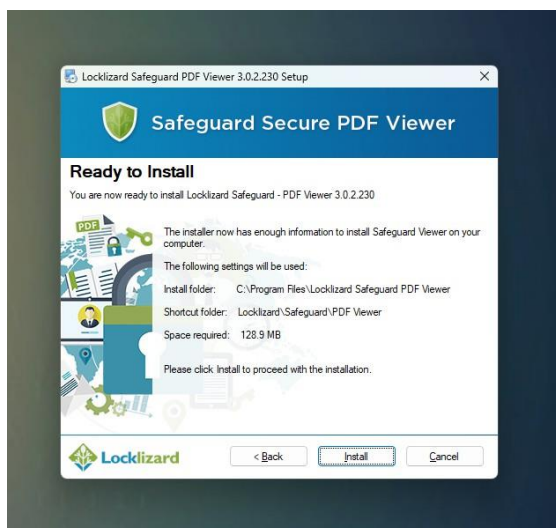 Locklizard Safeguard PDF Viewer 3.0.2.230 Setup
Safeguard Secure PDF Viewer
Ready to Install
You are now ready to install Locklizard Safeguard - PDF Viewer 3.0.2.230
PDF
The installer now has enough information to install Safeguard Viewer on your
computer.
The following settings will be used:
Install folder: C:\Program Files\Locklizard Safeguard PDF Viewer
Shortcut folder: Locklizard\Safeguard\PDF Viewer
Space required: 128.9 MB
Please click Install to proceed with the installation.
Locklizard
< Back
Install
Cancel